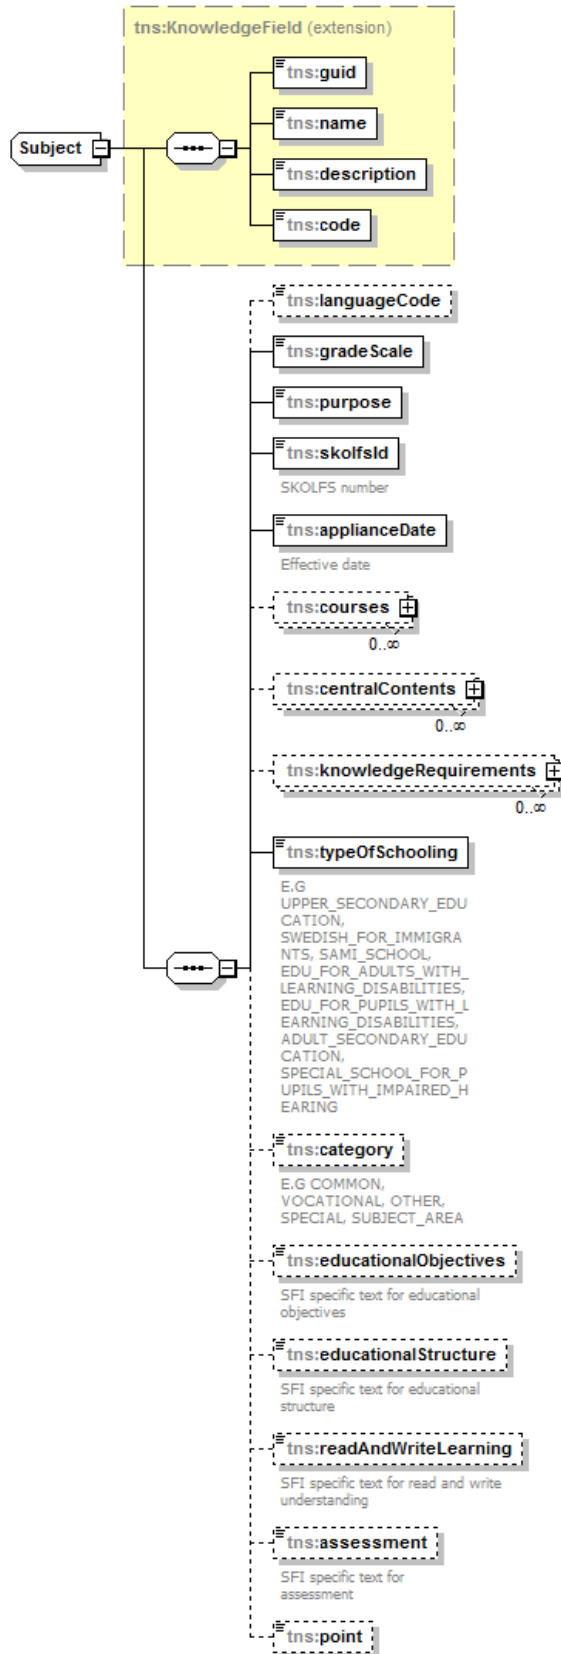 tns:KnowledgeField (extension)
tns:guid
tns:name
Subject
tns:description
tns:code
tns:languageCode
tns:gradeScale
tns:purpose
tns:skolfsId
SKOLFS number
tns:applianceDate
Effective date
tns:courses
0..∞
tns:centralContents
0..∞
tns:knowledgeRequirements
0..∞
tns:typeOfSchooling
E.G
UPPER_SECONDARY_EDU
CATION,
SWEDISH_FOR_IMMIGRA
NTS, SAMI_SCHOOL,
EDU_FOR_ADULTS_WITH_
LEARNING_DISABILITIES,
EDU_FOR_PUPILS_WITH_L
EARNING_DISABILITIES,
ADULT_SECONDARY_EDU
CATION,
SPECIAL_SCHOOL_FOR_P
UPILS_WITH_IMPAIRED_H
EARING
tns:category
E.G COMMON,
VOCATIONAL, OTHER,
SPECIAL, SUBJECT_AREA
tns:educationalObjectives
SFI specific text for educational
objectives
tns:educationalStructure
SFI specific text for educational
structure
tns:readAndWriteLearning
SFI specific text for read and write
understanding
tns:assessment
SFI specific text for
assessment
tns:point